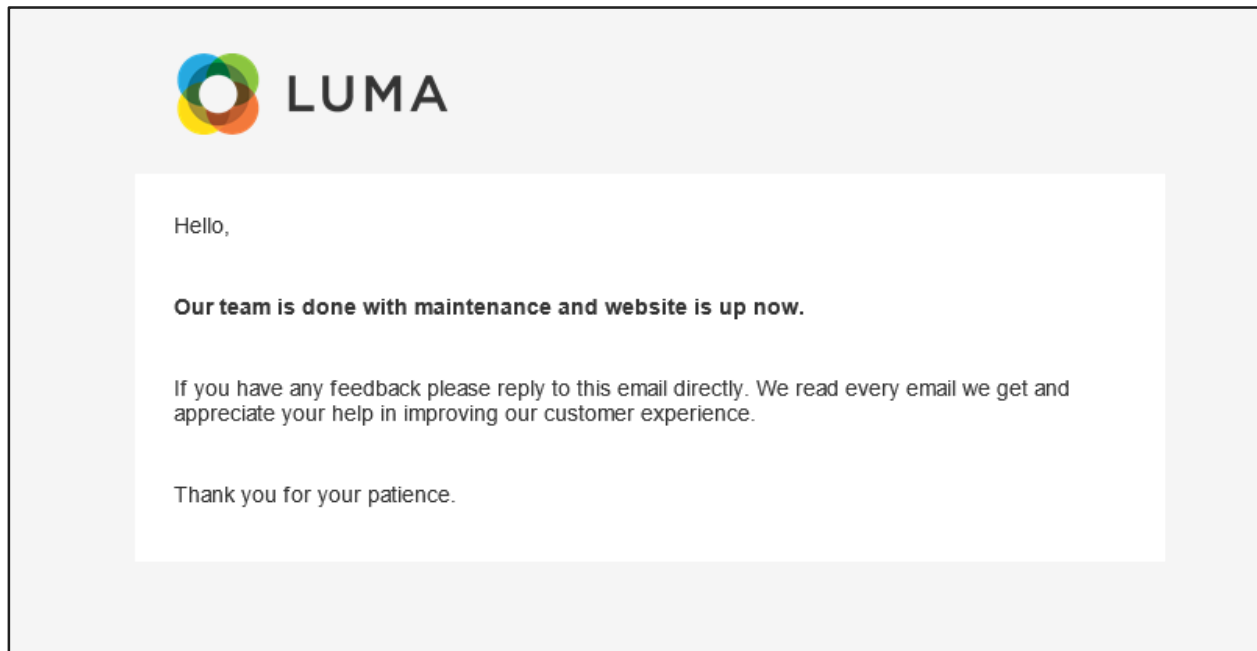 LUMA
Hello,
Our team is done with maintenance and website is up now.
If you have any feedback please reply to this email directly. We read every email we get and
appreciate your help in improving our customer experience.
Thank you for your patience.